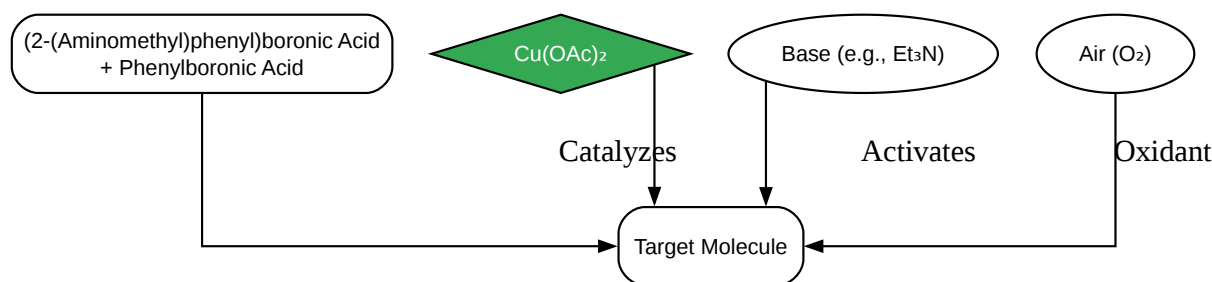 (2-(Aminomethyl)phenyl)boronic Acid
+ Phenylboronic Acid
Cu(OAc)₂
Base (e.g., Et₃N)
Air (O₂)
Catalyzes
Activates
Oxidant
Target Molecule